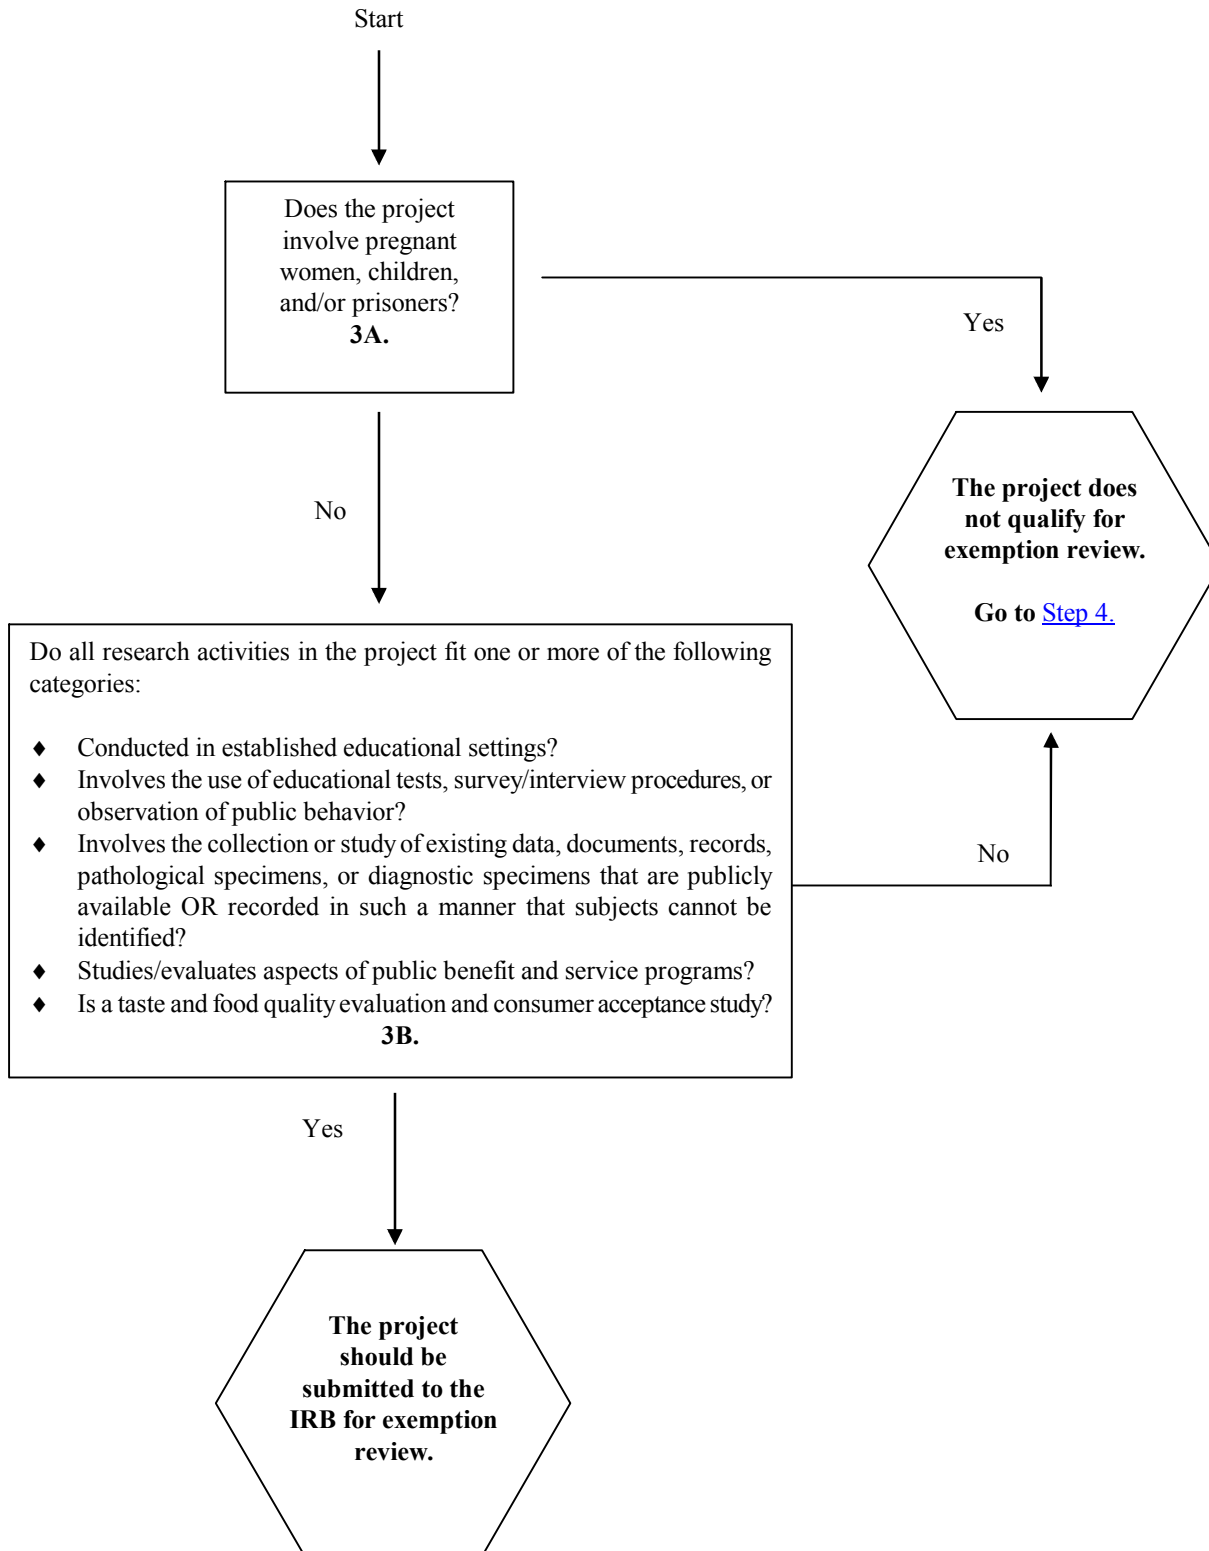 Start
Does the project
involve pregnant
women, children,
and/or prisoners?
3A.
Yes
No
The project does
not qualify for
exemption review.
Go to Step 4.
Do all research activities in the project fit one or more of the following
categories:
♦ Conducted in established educational settings?
♦ Involves the use of educational tests, survey/interview procedures, or
observation of public behavior?
♦ Involves the collection or study of existing data, documents, records,
pathological specimens, or diagnostic specimens that are publicly
available OR recorded in such a manner that subjects cannot be
identified?
♦ Studies/evaluates aspects of public benefit and service programs?
♦ Is a taste and food quality evaluation and consumer acceptance study?
3B.
No
Yes
The project
should be
submitted to the
IRB for exemption
review.